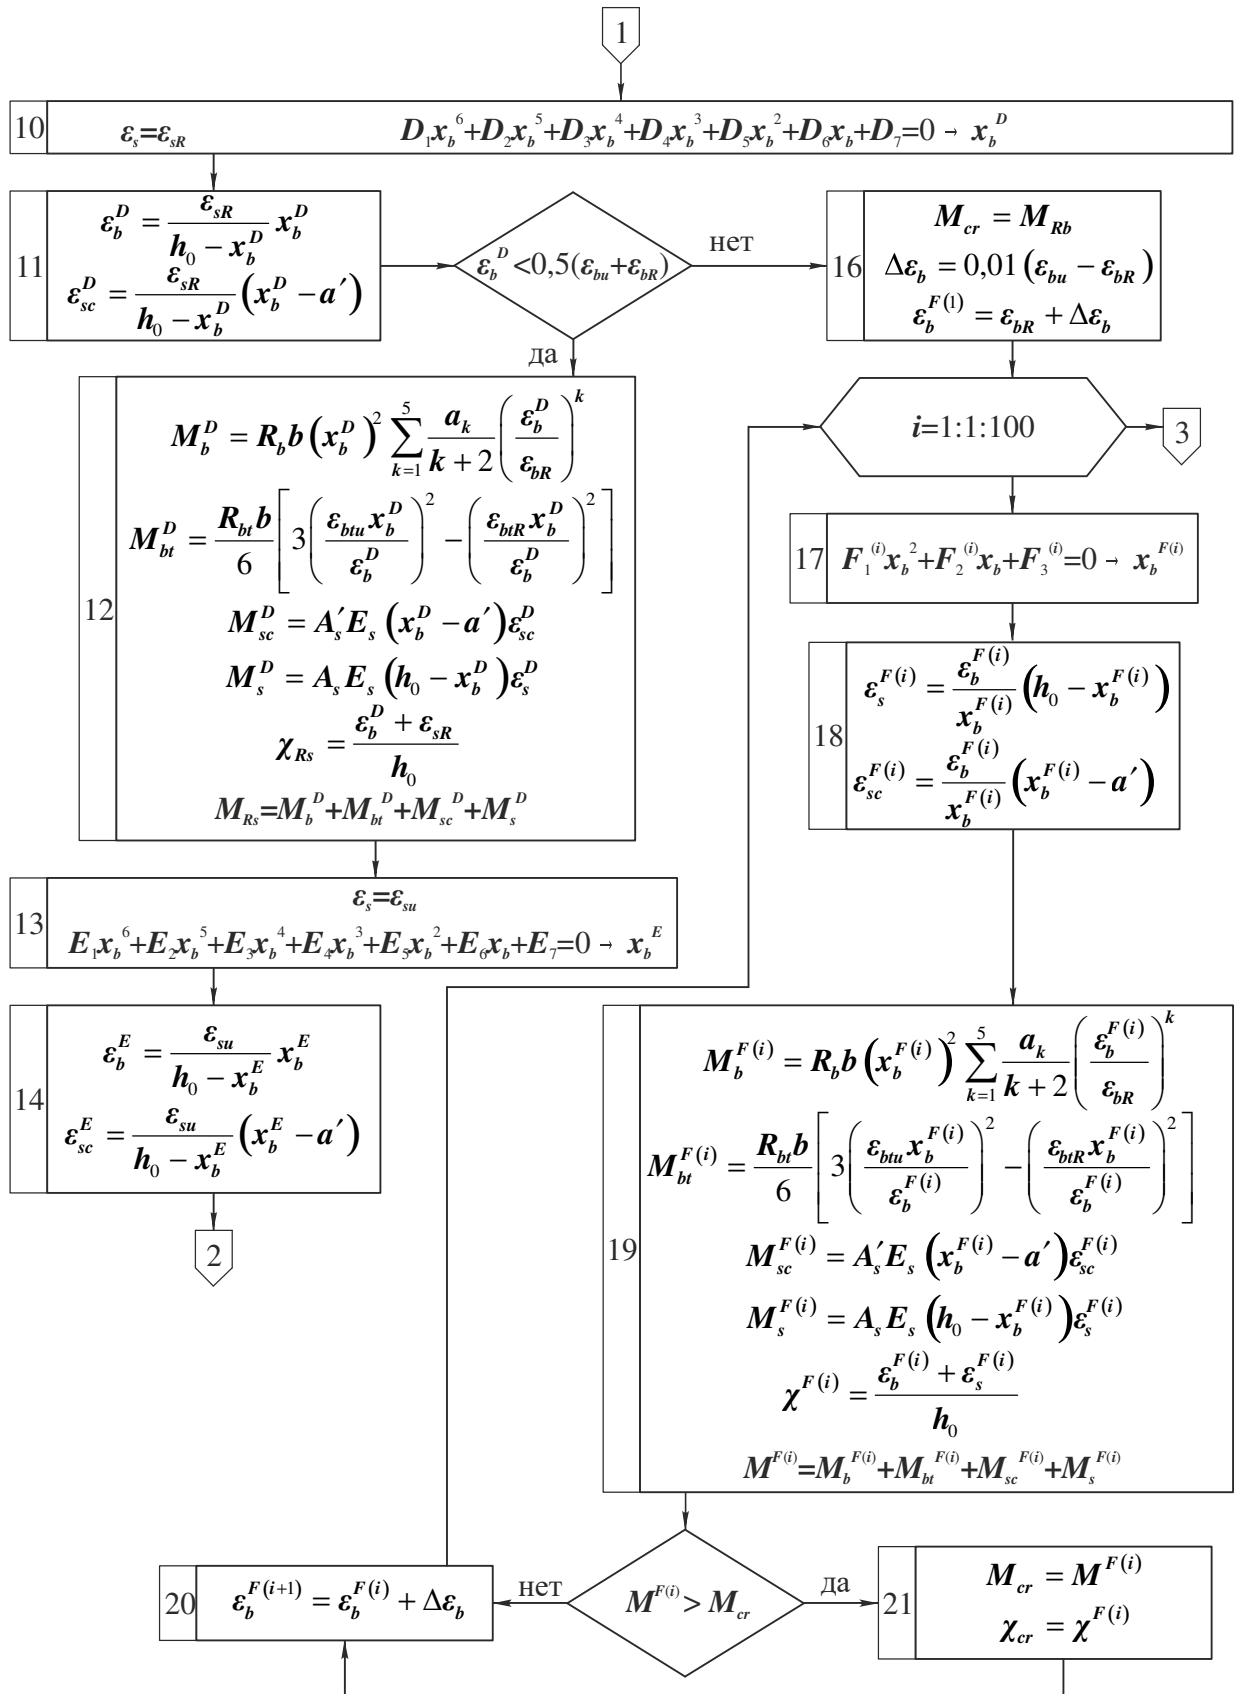 1
10 ε_s=ε_sR D_1x_b^6+D_2x_b^5+D_3x_b^4+D_4x_b^3+D_5x_b^2+D_6x_b+D_7=0 → x_b^D
11
ε_b^D = ε_sR/(h_0 − x_b^D) x_b^D
ε_sc^D = ε_sR/(h_0 − x_b^D) (x_b^D − a′)
ε_b^D<0,5(ε_bu+ε_bR)
нет
да
12
M_b^D = R_b b (x_b^D)^2 ∑_{k=1}^{5} a_k/(k+2) (ε_b^D/ε_bR)^k
M_bt^D = R_bt b/6 [3(ε_btu x_b^D/ε_b^D)^2 − (ε_btR x_b^D/ε_b^D)^2]
M_sc^D = A_s′ E_s (x_b^D − a′) ε_sc^D
M_s^D = A_s E_s (h_0 − x_b^D) ε_s^D
χ_Rs = (ε_b^D + ε_sR)/h_0
M_Rs=M_b^D+M_bt^D+M_sc^D+M_s^D
13
ε_s=ε_su
E_1x_b^6+E_2x_b^5+E_3x_b^4+E_4x_b^3+E_5x_b^2+E_6x_b+E_7=0 → x_b^E
14
ε_b^E = ε_su/(h_0 − x_b^E) x_b^E
ε_sc^E = ε_su/(h_0 − x_b^E) (x_b^E − a′)
2
16
M_cr = M_Rb
Δε_b = 0,01(ε_bu − ε_bR)
ε_b^F(1) = ε_bR + Δε_b
i=1:1:100
3
17 F_1^(i)x_b^2+F_2^(i)x_b+F_3^(i)=0 → x_b^F(i)
18
ε_s^F(i) = ε_b^F(i)/x_b^F(i) (h_0 − x_b^F(i))
ε_sc^F(i) = ε_b^F(i)/x_b^F(i) (x_b^F(i) − a′)
19
M_b^F(i) = R_b b (x_b^F(i))^2 ∑_{k=1}^{5} a_k/(k+2) (ε_b^F(i)/ε_bR)^k
M_bt^F(i) = R_bt b/6 [3(ε_btu x_b^F(i)/ε_b^F(i))^2 − (ε_btR x_b^F(i)/ε_b^F(i))^2]
M_sc^F(i) = A_s′ E_s (x_b^F(i) − a′) ε_sc^F(i)
M_s^F(i) = A_s E_s (h_0 − x_b^F(i)) ε_s^F(i)
χ^F(i) = (ε_b^F(i) + ε_s^F(i))/h_0
M^F(i)=M_b^F(i)+M_bt^F(i)+M_sc^F(i)+M_s^F(i)
20 ε_b^F(i+1) = ε_b^F(i) + Δε_b
нет
M^F(i)>M_cr
да
21
M_cr = M^F(i)
χ_cr = χ^F(i)